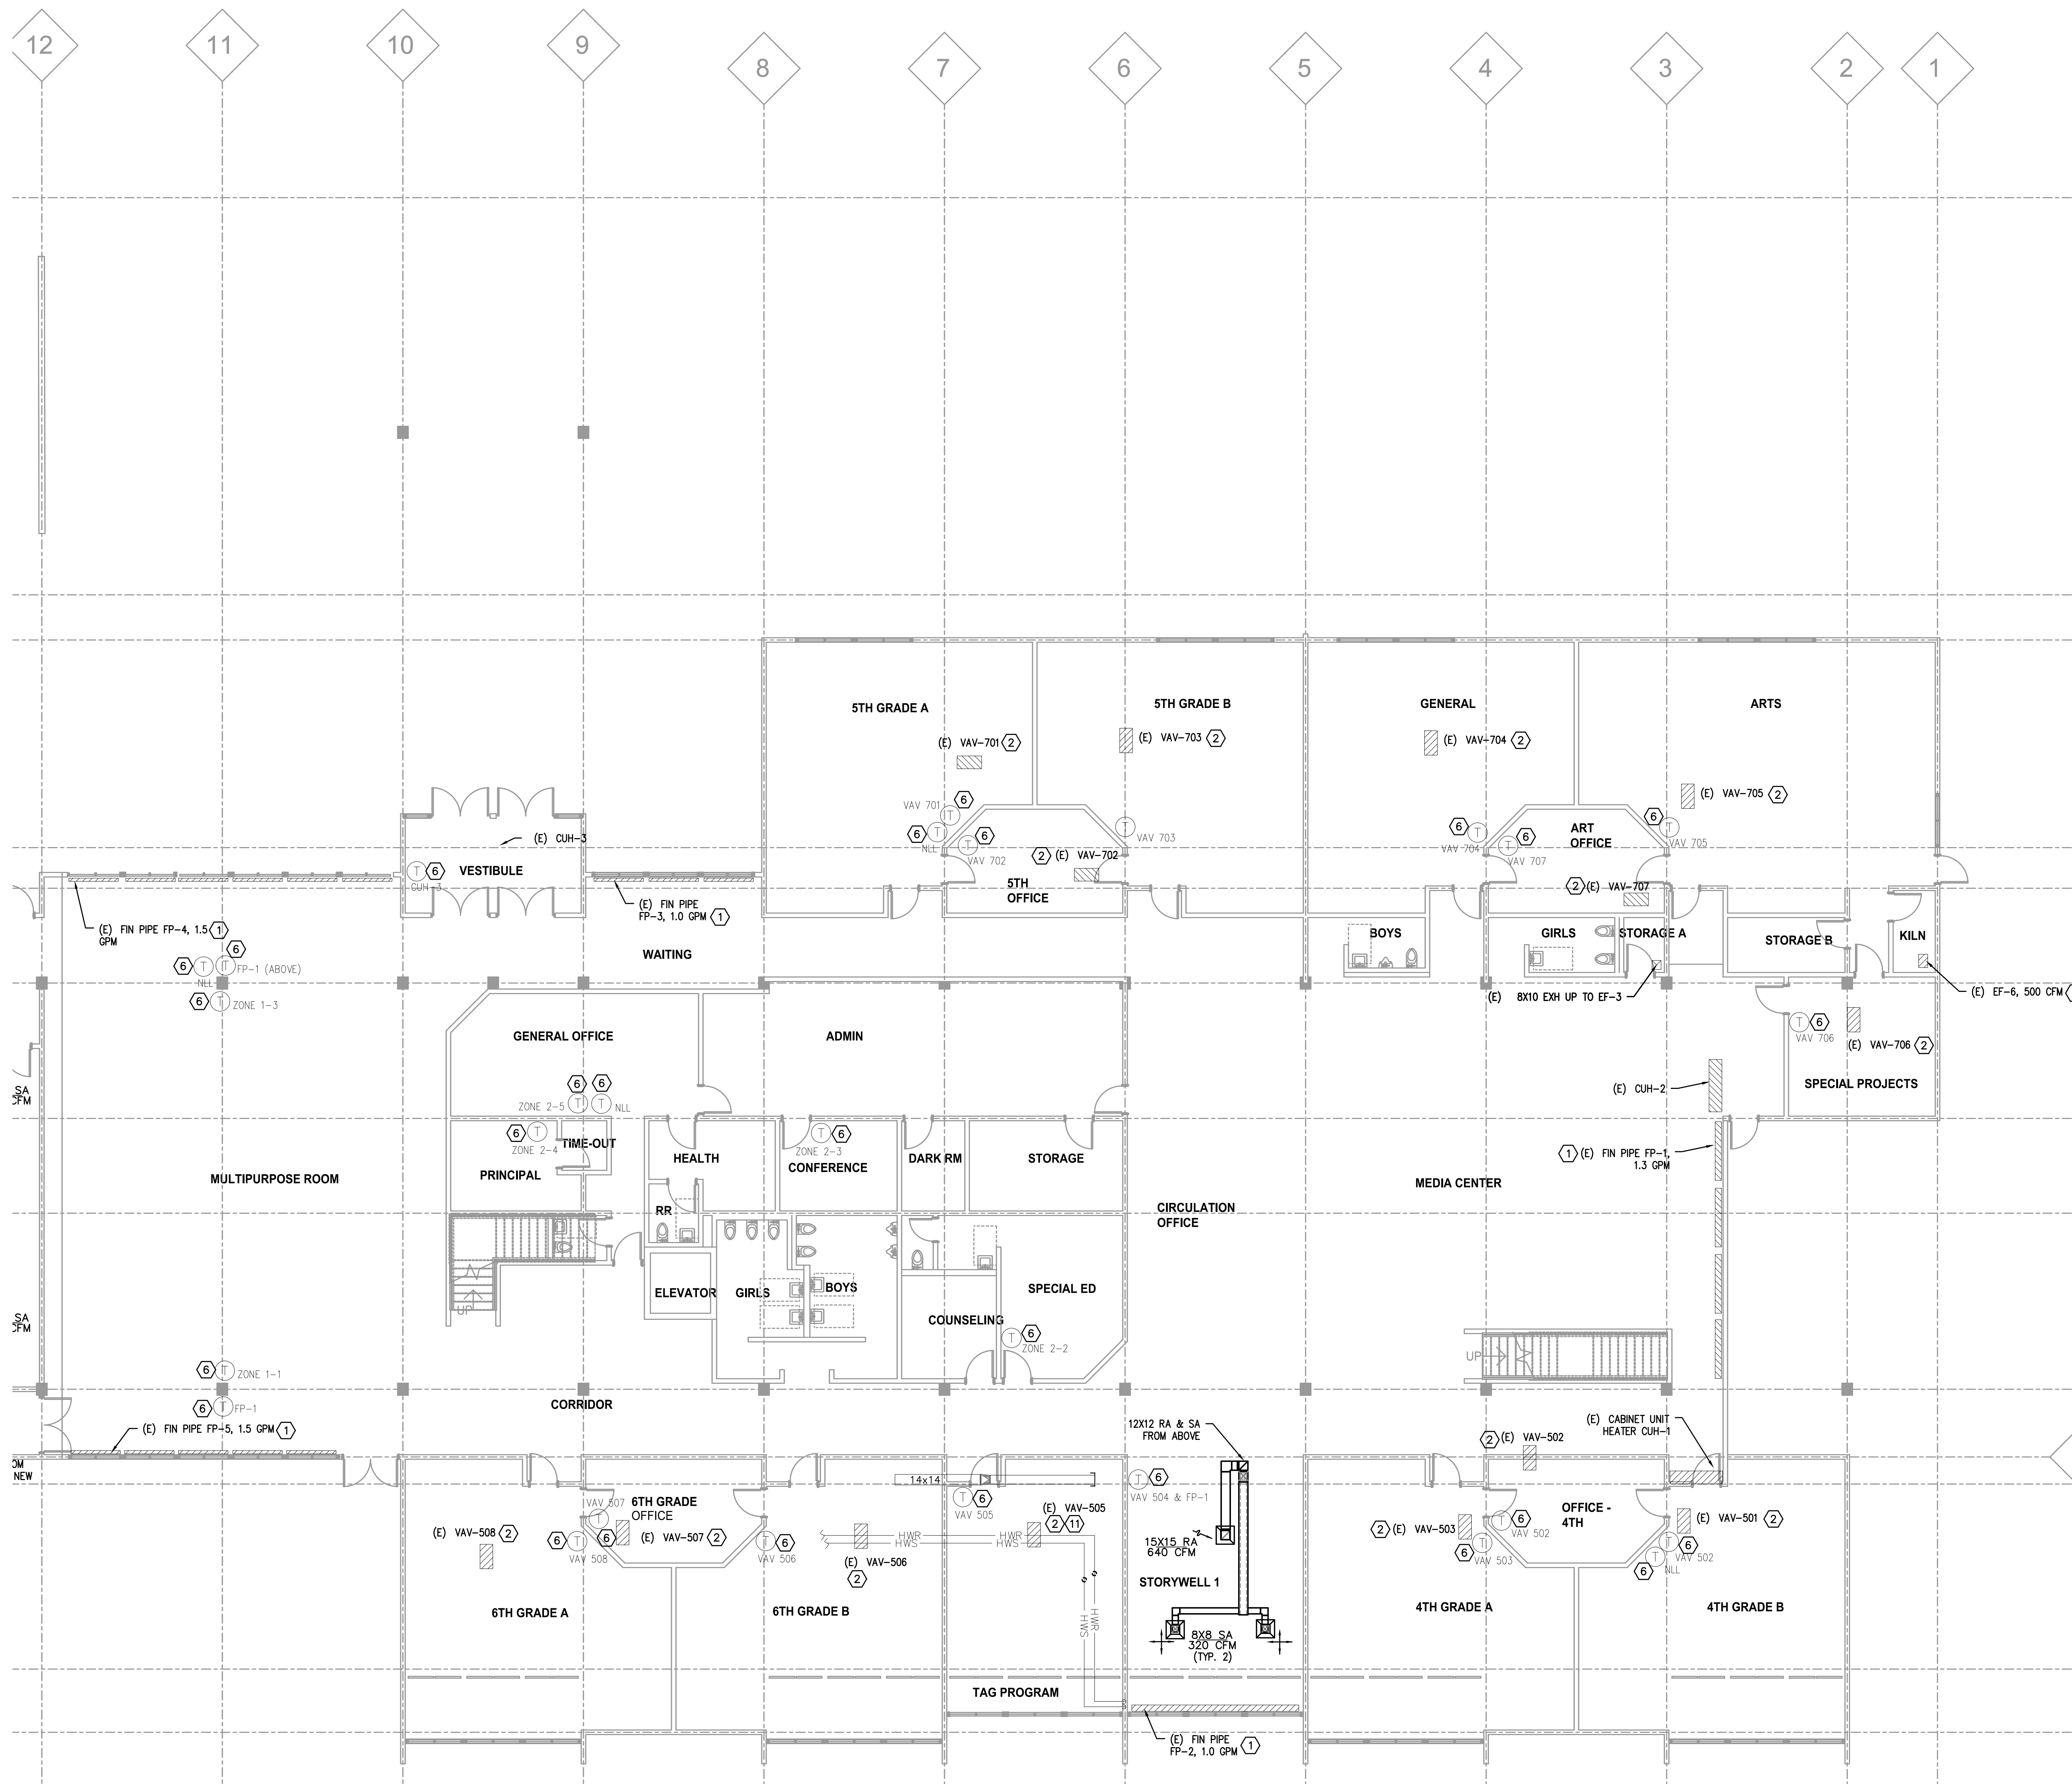 12
11
10
9
8
7
6
5
4
3
2
1
5TH GRADE A
5TH GRADE B
GENERAL
ARTS
(E) VAV-701 2
(E) VAV-703 2
(E) VAV-704 2
(E) VAV-705 2
VAV 701
T
6
6
T
NLL
T
6
VAV 702
T
VAV 703
2 (E) VAV-702
5TH
OFFICE
6
T
VAV 704
T
6
VAV 707
ART
OFFICE
6
T
VAV 705
2 (E) VAV-707
(E) CUH-3
T
6
CUH-3
VESTIBULE
(E) FIN PIPE
FP-3, 1.0 GPM 1
(E) FIN PIPE FP-4, 1.5 1
GPM
6
6
T
T
FP-1 (ABOVE)
NLL
6
T
ZONE 1-3
WAITING
BOYS
GIRLS
STORAGE A
STORAGE B
KILN
(E) 8X10 EXH UP TO EF-3
(E) EF-6, 500 CFM
GENERAL OFFICE
ADMIN
T
6
VAV 706
(E) VAV-706 2
SPECIAL PROJECTS
(E) CUH-2
SA
CFM
6
6
ZONE 2-5
T
T
NLL
6
T
ZONE 2-4
TIME-OUT
PRINCIPAL
HEALTH
T
6
ZONE 2-3
CONFERENCE
DARK RM
STORAGE
1 (E) FIN PIPE FP-1,
1.3 GPM
MULTIPURPOSE ROOM
MEDIA CENTER
RR
CIRCULATION
OFFICE
UP
ELEVATOR
GIRLS
BOYS
SPECIAL ED
COUNSELING
T
6
ZONE 2-2
SA
CFM
UP
6
T
ZONE 1-1
6
T
FP-1
CORRIDOR
(E) FIN PIPE FP-5, 1.5 GPM 1
12X12 RA & SA
FROM ABOVE
(E) CABINET UNIT
HEATER CUH-1
2 (E) VAV-502
OM
NEW
14x14
T
6
VAV 505
(E) VAV-505
2 11
T
6
VAV 504 & FP-1
VAV 507
T
6
6TH GRADE
OFFICE
(E) VAV-508 2
6
T
VAV 508
(E) VAV-507 2
T
6
VAV 506
HWR
HWS
HWR
HWS
(E) VAV-506
2
HWS
HWR
15X15 RA
640 CFM
STORYWELL 1
8X8 SA
320 CFM
(TYP. 2)
2 (E) VAV-503
6
T
VAV 503
T
6
VAV 502
OFFICE -
4TH
(E) VAV-501 2
T
6
VAV 502
6
T
NLL
6TH GRADE A
6TH GRADE B
4TH GRADE A
4TH GRADE B
TAG PROGRAM
(E) FIN PIPE
FP-2, 1.0 GPM 1